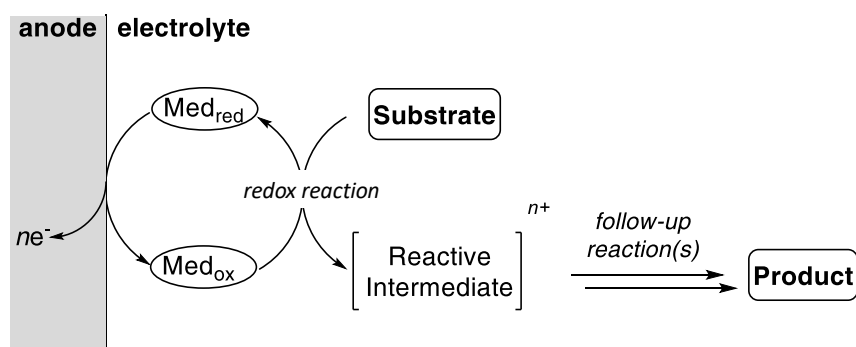 anode electrolyte
Med_red
Substrate
redox reaction
n+
follow-up
reaction(s)
ne-
Med_ox
Reactive
Intermediate
Product